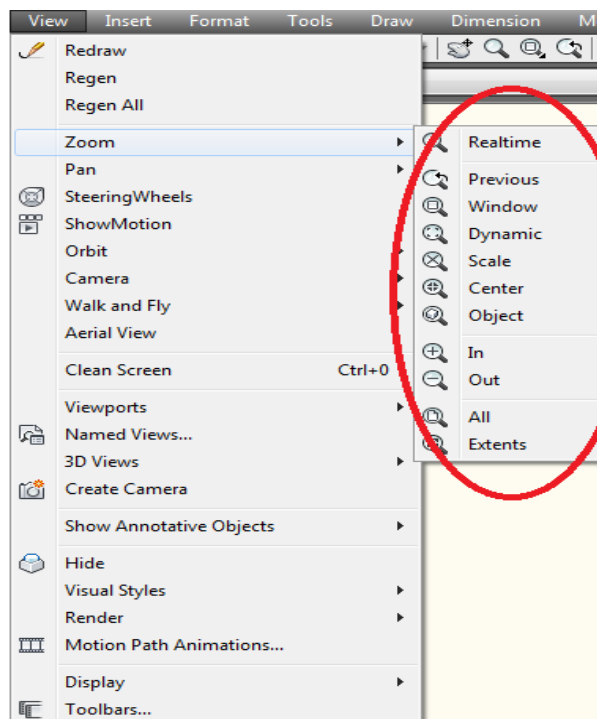 View Insert Format Tools Draw Dimension M
Redraw
Regen
Regen All
Zoom
Pan
SteeringWheels
ShowMotion
Orbit
Camera
Walk and Fly
Aerial View
Clean Screen Ctrl+0
Viewports
Named Views...
3D Views
Create Camera
Show Annotative Objects
Hide
Visual Styles
Render
Motion Path Animations...
Display
Toolbars...
Realtime
Previous
Window
Dynamic
Scale
Center
Object
In
Out
All
Extents